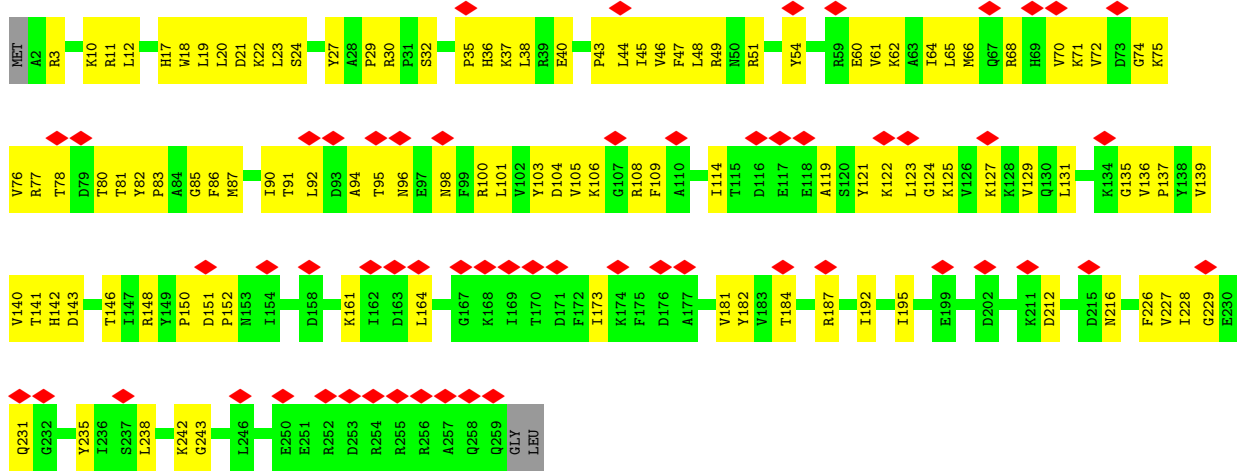 MET A2 R3 K10 R11 L12 H17 W18 L19 L20 D21 K22 L23 S24 Y27 A28 P29 R30 P31 S32 P35 H36 K37 L38 R39 E40 P43 L44 I45 V46 F47 L48 R49 N50 R51 Y54 R59 E60 V61 K62 A63 I64 L65 M66 Q67 R68 H69 V70 K71 V72 D73 G74 K75
V76 R77 T78 D79 T80 T81 Y82 P83 A84 G85 F86 M87 I90 T91 L92 D93 A94 T95 N96 E97 N98 F99 R100 L101 V102 Y103 D104 V105 K106 G107 R108 F109 A110 I114 T115 D116 E117 E118 A119 S120 Y121 K122 L123 G124 K125 V126 K127 K128 V129 Q130 L131 K134 G135 V136 P137 Y138 V139
V140 T141 H142 D143 T146 I147 R148 Y149 P150 D151 P152 N153 I154 D158 K161 I162 D163 L164 G167 K168 I169 T170 D171 F172 I173 K174 F175 D176 A177 V181 Y182 V183 T184 R187 I192 I195 E199 D202 K211 D212 D215 N216 F226 V227 I228 G229 E230
Q231 G232 Y235 I236 S237 L238 K242 G243 L246 E250 E251 R252 D253 R254 R255 R256 A257 Q258 Q259 GLY LEU